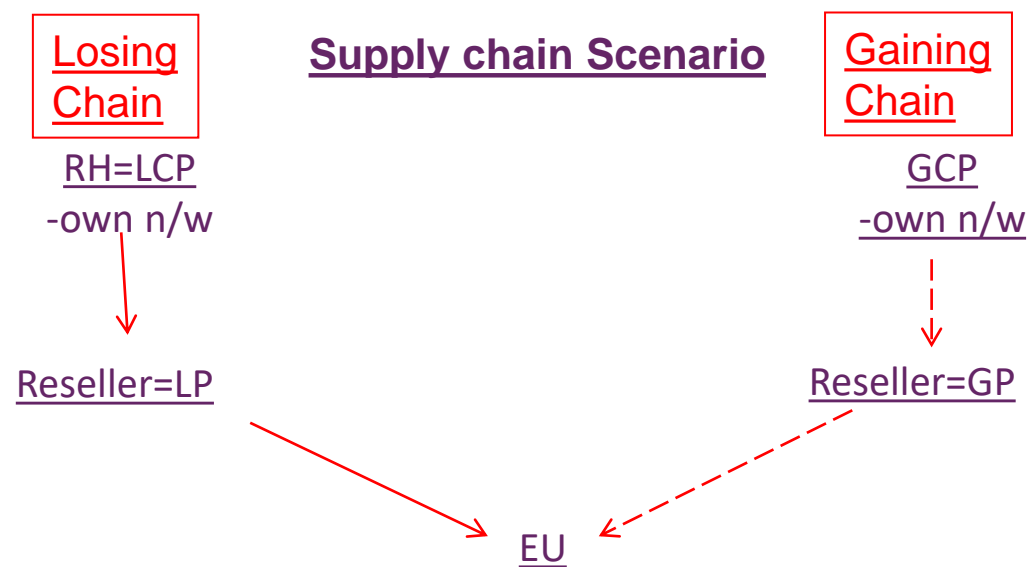 Losing
Chain
Supply chain Scenario
Gaining
Chain
RH=LCP
-own n/w
GCP
-own n/w
Reseller=LP
Reseller=GP
EU